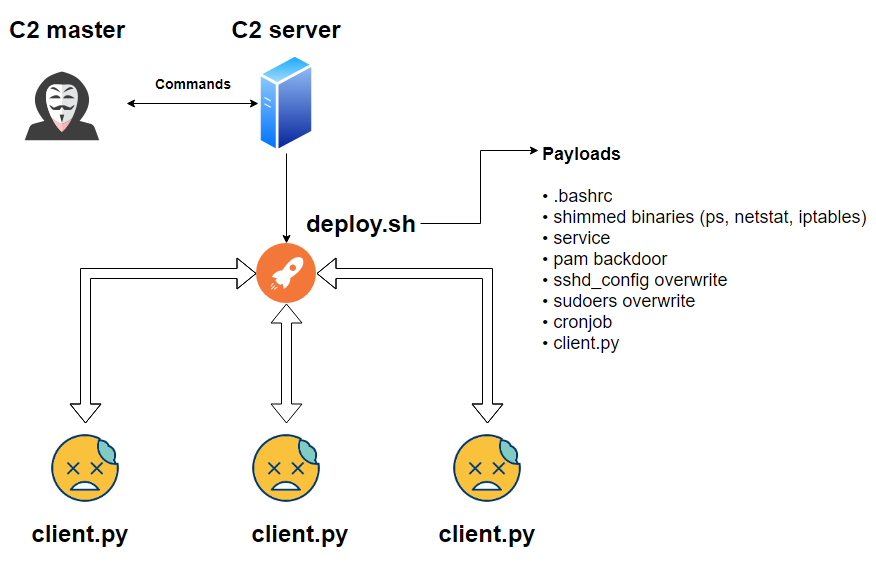 C2 master
C2 server
Commands
Payloads
• .bashrc
• shimmed binaries (ps, netstat, iptables)
deploy.sh
• service
• pam backdoor
• sshd_config overwrite
• sudoers overwrite
• cronjob
• client.py
client.py
client.py
client.py